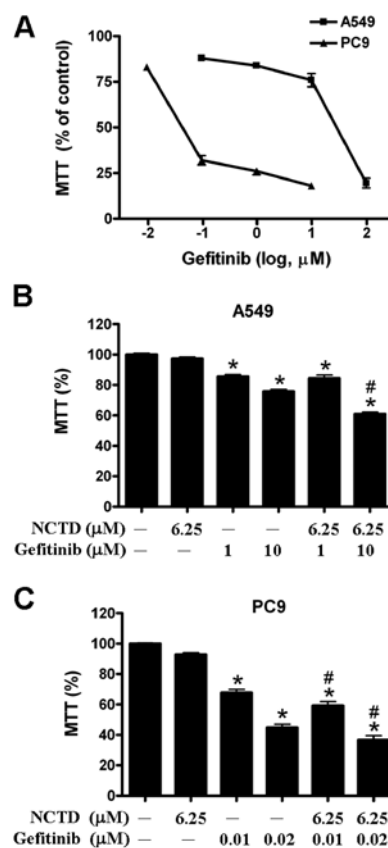 A
A549
PC9
MTT (% of control)
100
75
50
25
0
-2 -1 0 1 2
Gefitinib (log, μM)
B
A549
MTT (%)
120
100
80
60
40
20
0
* * * #
*
NCTD (μM) — 6.25 — — 6.25 6.25
Gefitinib (μM) — — 1 10 1 10
C
PC9
MTT (%)
120
100
80
60
40
20
0
* * # #
* *
NCTD (μM) — 6.25 — — 6.25 6.25
Gefitinib (μM) — — 0.01 0.02 0.01 0.02